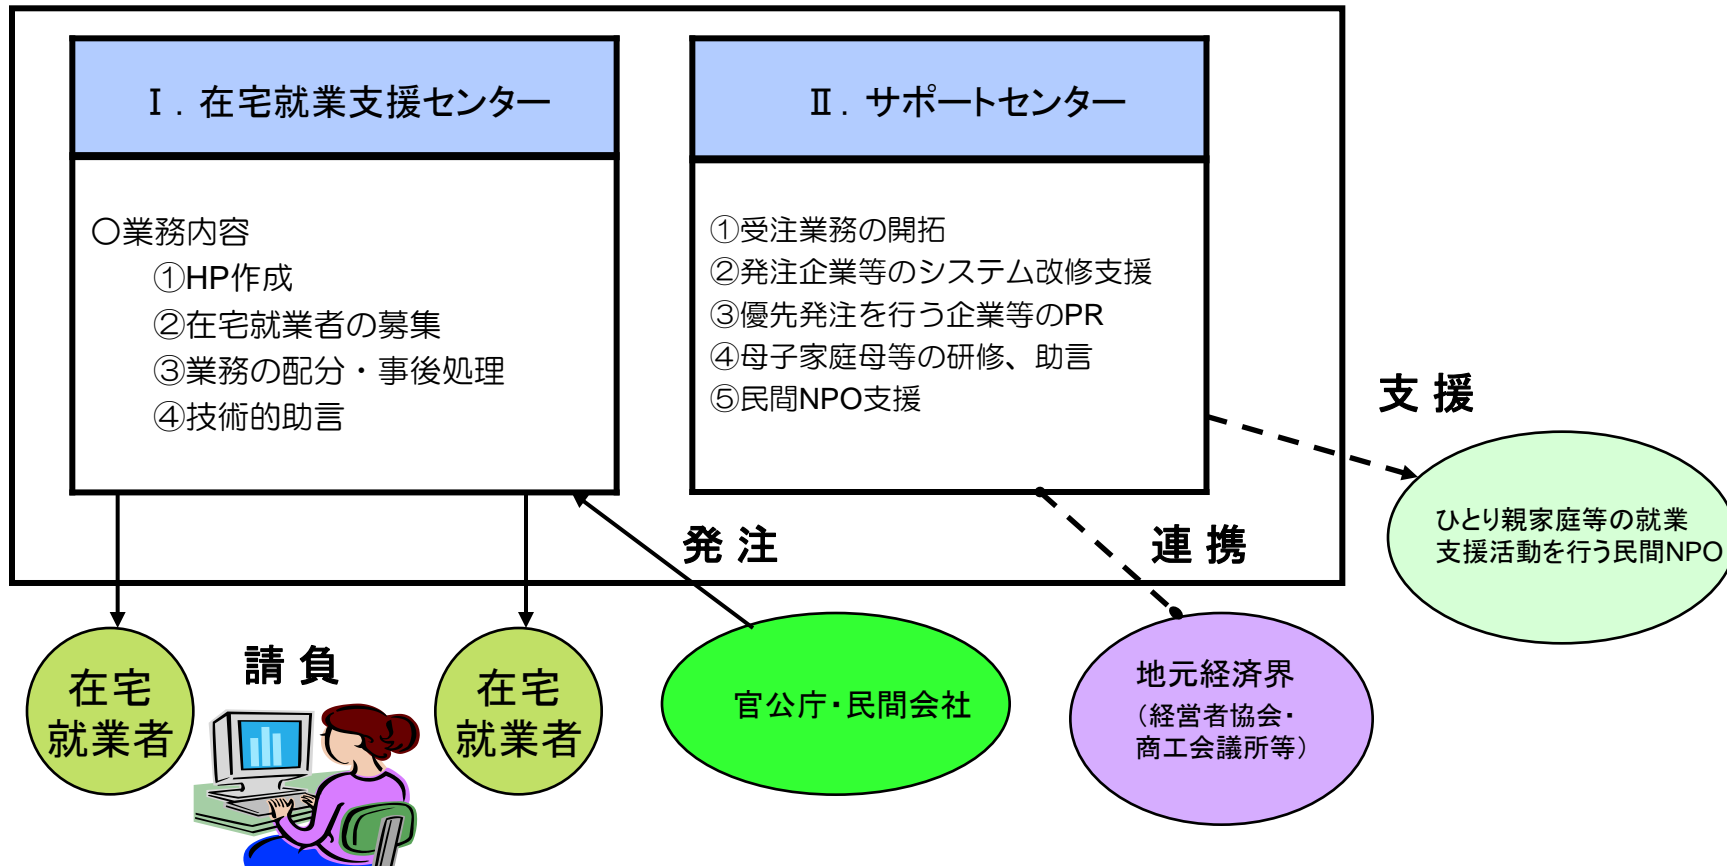 Ⅰ．在宅就業支援センター
〇業務内容
①HP作成
②在宅就業者の募集
③業務の配分・事後処理
④技術的助言
Ⅱ．サポートセンター
①受注業務の開拓
②発注企業等のシステム改修支援
③優先発注を行う企業等のPR
④母子家庭母等の研修、助言
⑤民間NPO支援
支 援
ひとり親家庭等の就業
支援活動を行う民間NPO
発 注
連 携
請 負
在宅
就業者
在宅
就業者
官公庁・民間会社
地元経済界
（経営者協会・
商工会議所等）